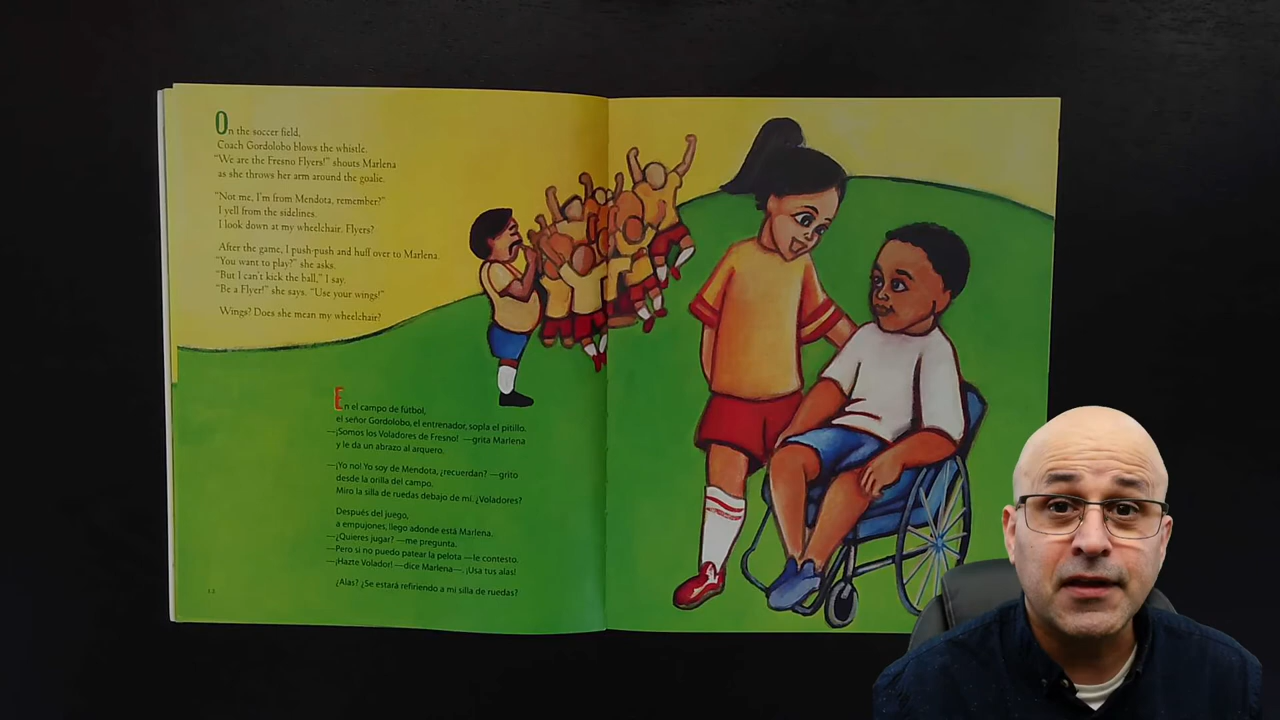 On the soccer field,
Coach Gordolobo blows the whistle.
"We are the Fresno Flyers!" shouts Marlena
as she throws her arm around the goalie.
"Not me, I'm from Mendota, remember?"
I yell from the sidelines.
I look down at my wheelchair. Flyers?
After the game, I push-push and huff over to Marlena.
"You want to play?" she asks.
"But I can't kick the ball," I say.
"Be a Flyer!" she says. "Use your wings!"
Wings? Does she mean my wheelchair?
En el campo de fútbol,
el señor Gordolobo, el entrenador, sopla el pitillo.
—¡Somos los Voladores de Fresno! —grita Marlena
y le da un abrazo al arquero.
—¡Yo no! Yo soy de Mendota, ¿recuerdan? —grito
desde la orilla del campo.
Miro la silla de ruedas debajo de mí. ¿Voladores?
Después del juego,
a empujones, llego adonde está Marlena.
—¿Quieres jugar? —me pregunta.
—Pero si no puedo patear la pelota —le contesto.
—¡Hazte Volador! —dice Marlena—. ¡Usa tus alas!
¿Alas? ¿Se estará refiriendo a mi silla de ruedas?